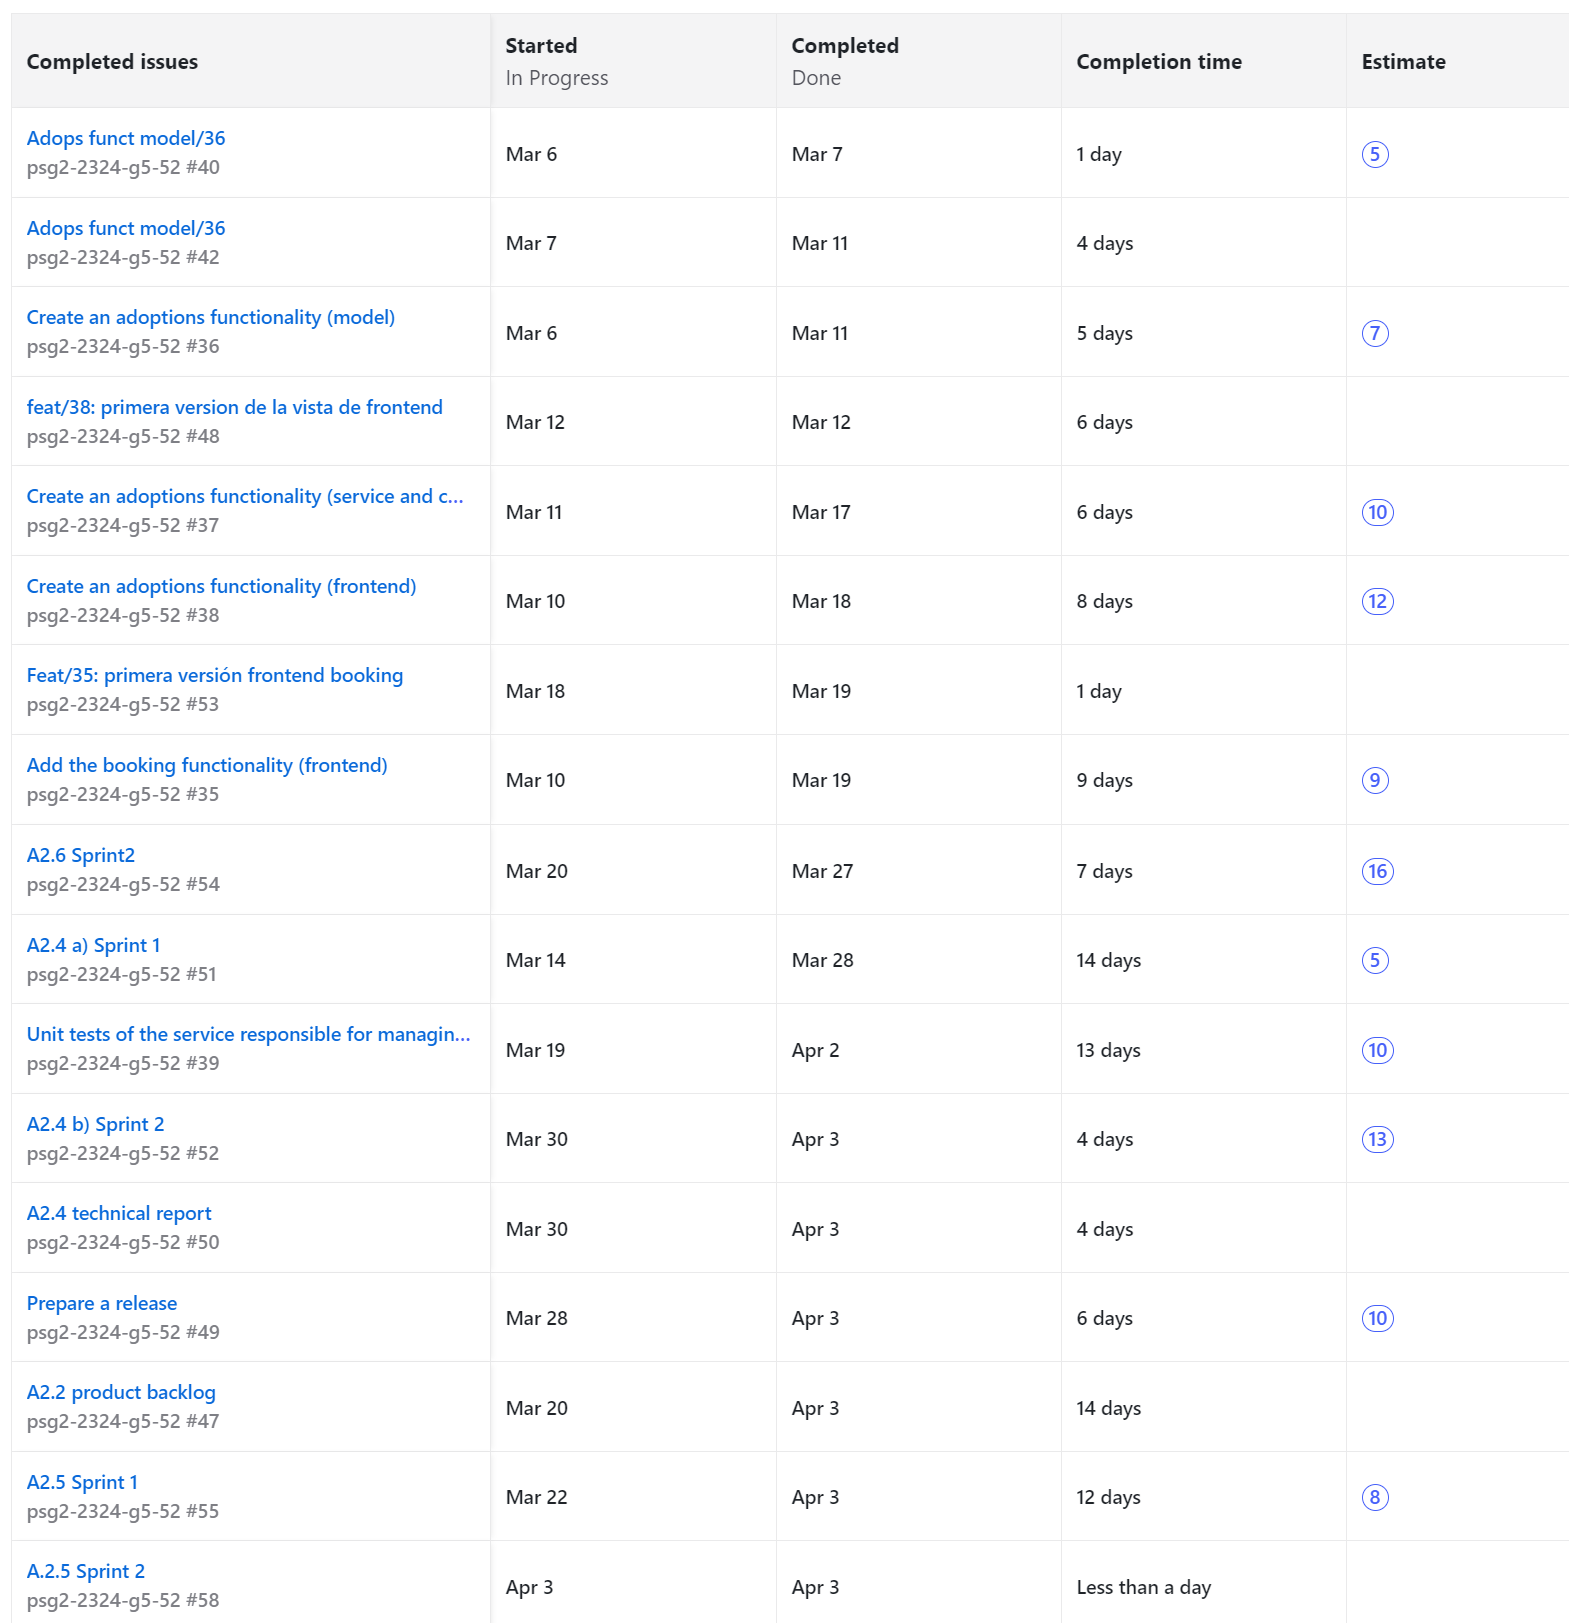 Completed issues
Started
In Progress
Completed
Done
Completion time
Estimate
Adops funct model/36
psg2-2324-g5-52 #40
Mar 6
Mar 7
1 day
5
Adops funct model/36
psg2-2324-g5-52 #42
Mar 7
Mar 11
4 days
Create an adoptions functionality (model)
psg2-2324-g5-52 #36
Mar 6
Mar 11
5 days
7
feat/38: primera version de la vista de frontend
psg2-2324-g5-52 #48
Mar 12
Mar 12
6 days
Create an adoptions functionality (service and c...
psg2-2324-g5-52 #37
Mar 11
Mar 17
6 days
10
Create an adoptions functionality (frontend)
psg2-2324-g5-52 #38
Mar 10
Mar 18
8 days
12
Feat/35: primera versión frontend booking
psg2-2324-g5-52 #53
Mar 18
Mar 19
1 day
Add the booking functionality (frontend)
psg2-2324-g5-52 #35
Mar 10
Mar 19
9 days
9
A2.6 Sprint2
psg2-2324-g5-52 #54
Mar 20
Mar 27
7 days
16
A2.4 a) Sprint 1
psg2-2324-g5-52 #51
Mar 14
Mar 28
14 days
5
Unit tests of the service responsible for managin...
psg2-2324-g5-52 #39
Mar 19
Apr 2
13 days
10
A2.4 b) Sprint 2
psg2-2324-g5-52 #52
Mar 30
Apr 3
4 days
13
A2.4 technical report
psg2-2324-g5-52 #50
Mar 30
Apr 3
4 days
Prepare a release
psg2-2324-g5-52 #49
Mar 28
Apr 3
6 days
10
A2.2 product backlog
psg2-2324-g5-52 #47
Mar 20
Apr 3
14 days
A2.5 Sprint 1
psg2-2324-g5-52 #55
Mar 22
Apr 3
12 days
8
A.2.5 Sprint 2
psg2-2324-g5-52 #58
Apr 3
Apr 3
Less than a day